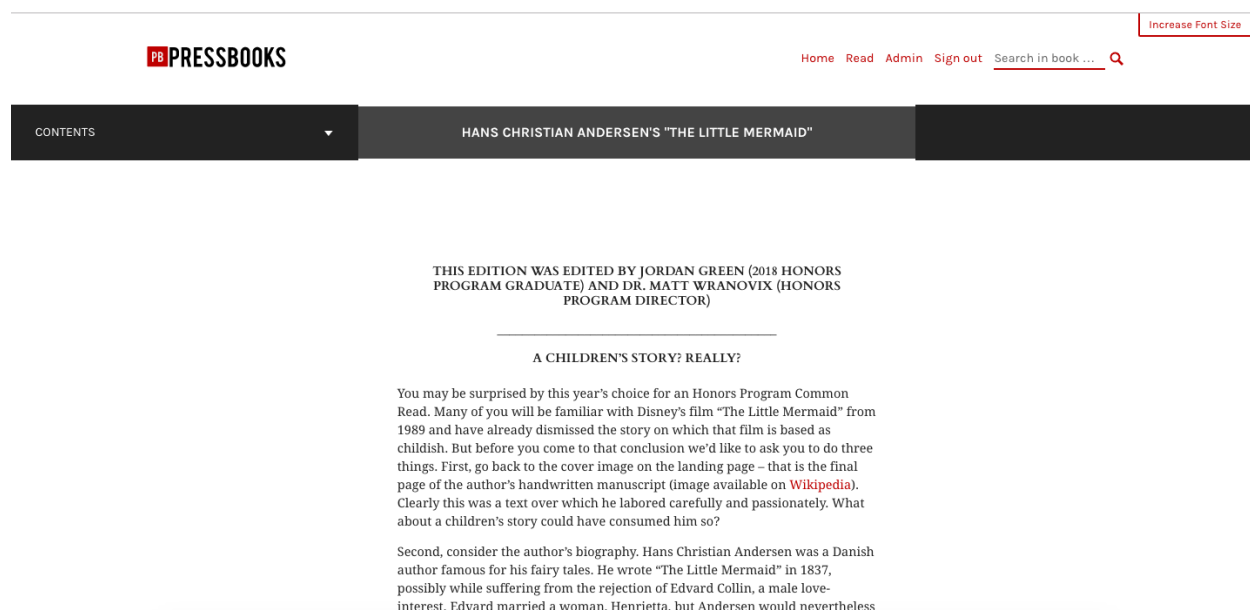 Increase Font Size
PB PRESSBOOKS
Home Read Admin Sign out Search in book ...
CONTENTS
HANS CHRISTIAN ANDERSEN'S "THE LITTLE MERMAID"
THIS EDITION WAS EDITED BY JORDAN GREEN (2018 HONORS
PROGRAM GRADUATE) AND DR. MATT WRANOVIX (HONORS
PROGRAM DIRECTOR)
A CHILDREN’S STORY? REALLY?
You may be surprised by this year’s choice for an Honors Program Common
Read. Many of you will be familiar with Disney’s film “The Little Mermaid” from
1989 and have already dismissed the story on which that film is based as
childish. But before you come to that conclusion we’d like to ask you to do three
things. First, go back to the cover image on the landing page – that is the final
page of the author’s handwritten manuscript (image available on Wikipedia).
Clearly this was a text over which he labored carefully and passionately. What
about a children’s story could have consumed him so?
Second, consider the author’s biography. Hans Christian Andersen was a Danish
author famous for his fairy tales. He wrote “The Little Mermaid” in 1837,
possibly while suffering from the rejection of Edvard Collin, a male love-
interest. Edvard married a woman, Henrietta, but Andersen would nevertheless